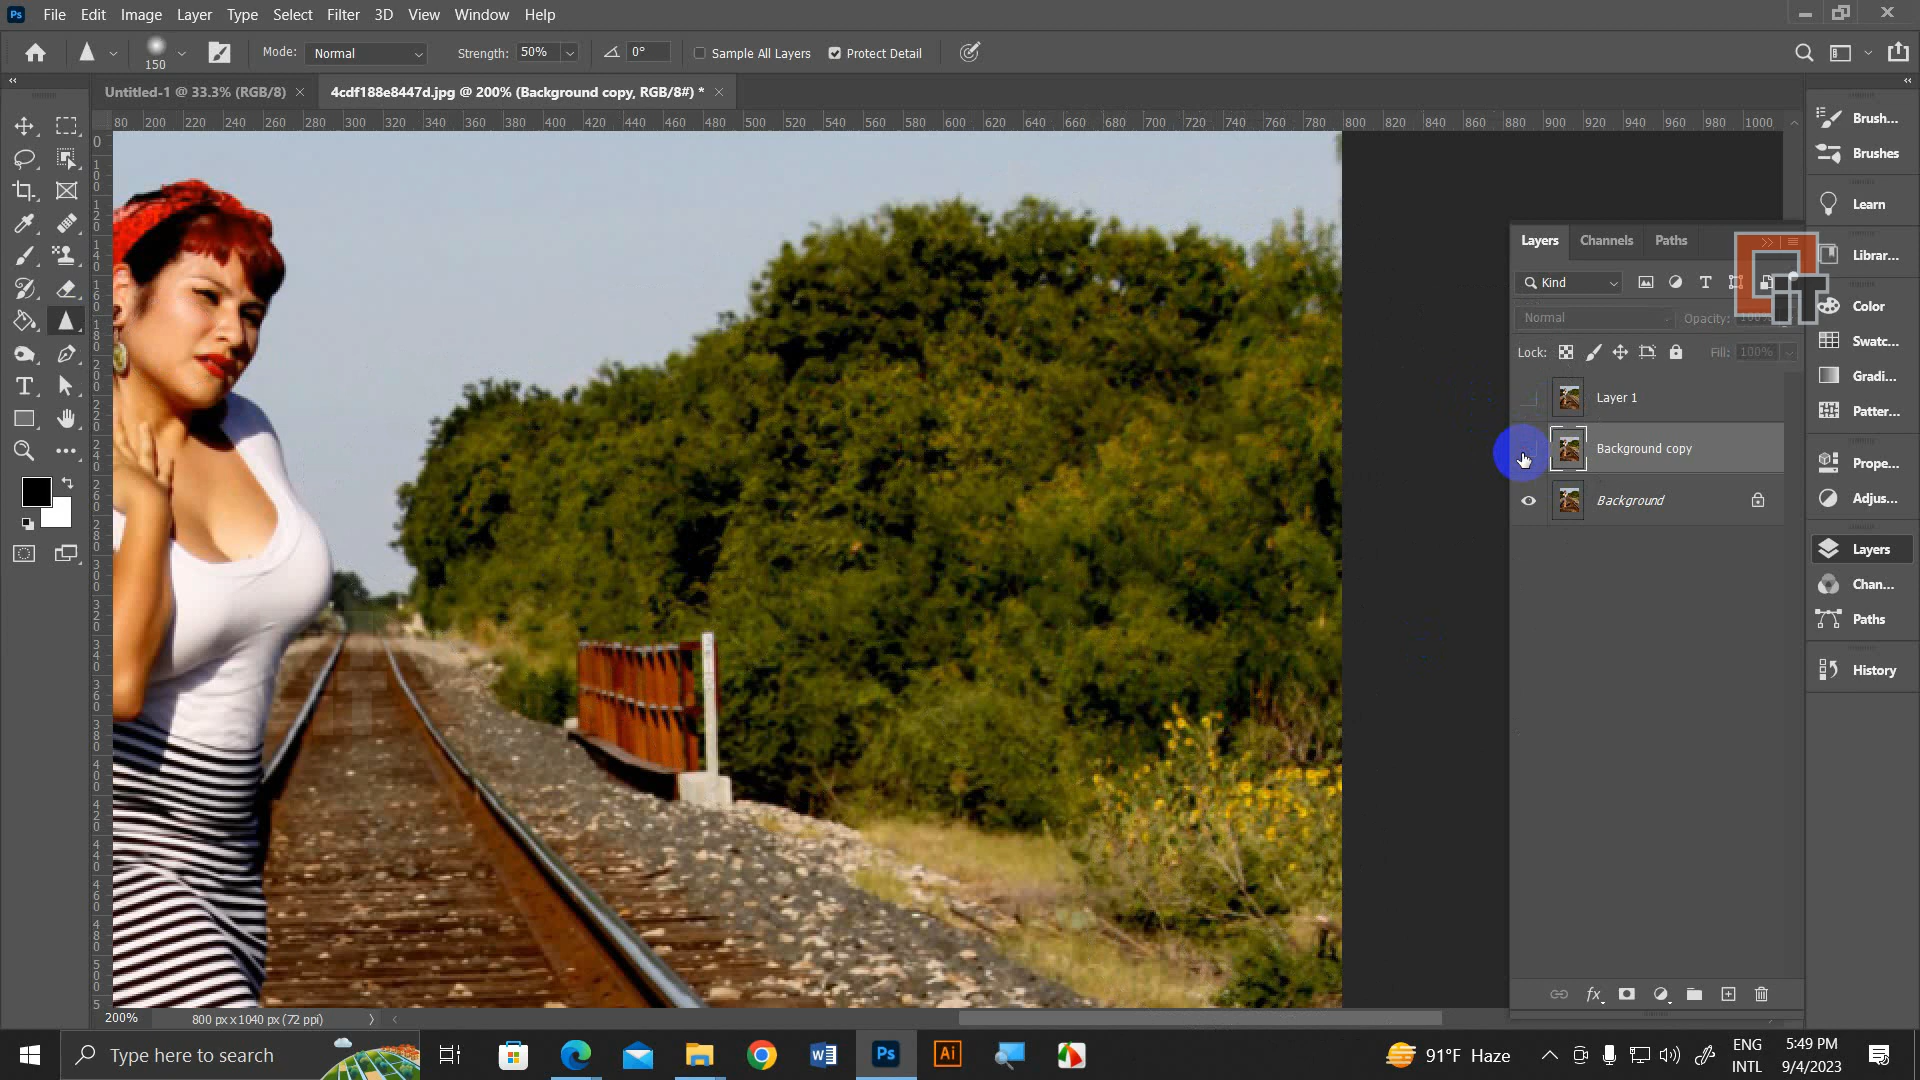 Ps File Edit Image Layer Type Select Filter 3D View Window Help
150 Mode: Normal Strength: 50% 0° Sample All Layers Protect Detail
Untitled-1 @ 33.3% (RGB/8) × 4cdf188e8447d.jpg @ 200% (Background copy, RGB/8#) * ×
80 200 220 240 260 280 300 320 340 360 380 400 420 440 460 480 500 520 540 560 580 600 620 640 660 680 700 720 740 760 780 800 820 840 860 880 900 920 940 960 980 1000
Brush...
Brushes
Learn
Librar...
Color
Swatc...
Gradi...
Patter...
Prope...
Adjus...
Layers
Chan...
Paths
History
Layers Channels Paths
Kind
Normal Opacity: 100%
Lock: Fill: 100%
Layer 1
Background copy
Background
fx
200% 800 px x 1040 px (72 ppi)
Type here to search
W Ps Ai
91°F Haze
ENG
INTL
5:49 PM
9/4/2023